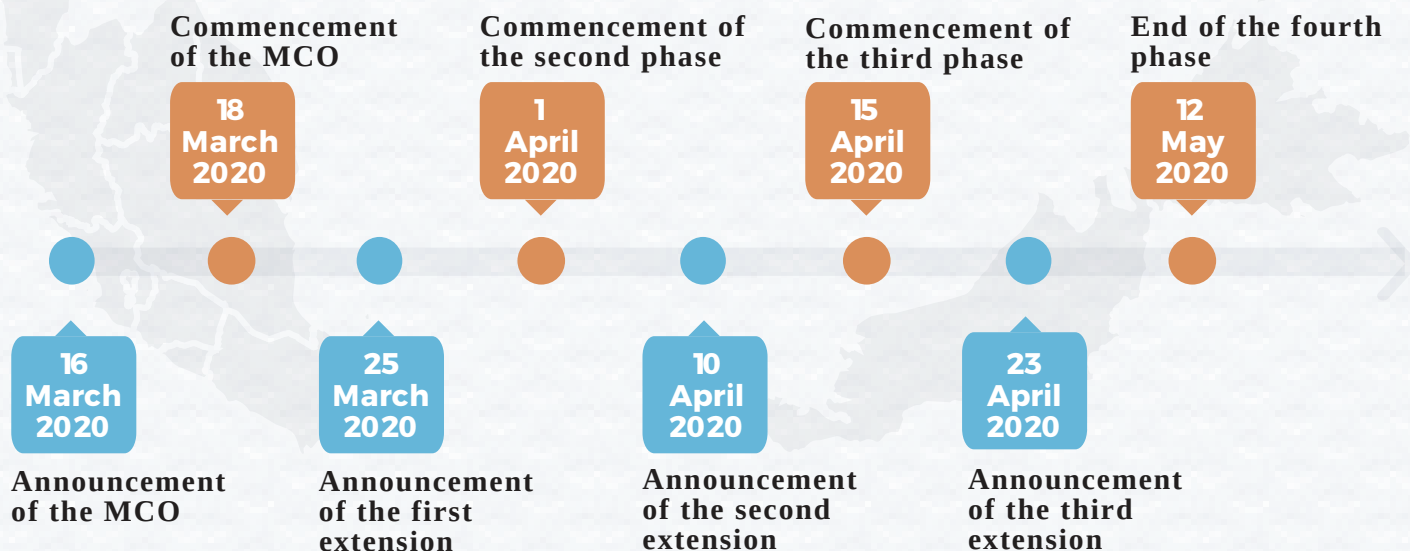 Commencement
of the MCO
18
March
2020
Commencement of
the second phase
1
April
2020
Commencement of
the third phase
15
April
2020
End of the fourth
phase
12
May
2020
16
March
2020
Announcement
of the MCO
25
March
2020
Announcement
of the first
extension
10
April
2020
Announcement
of the second
extension
23
April
2020
Announcement
of the third
extension